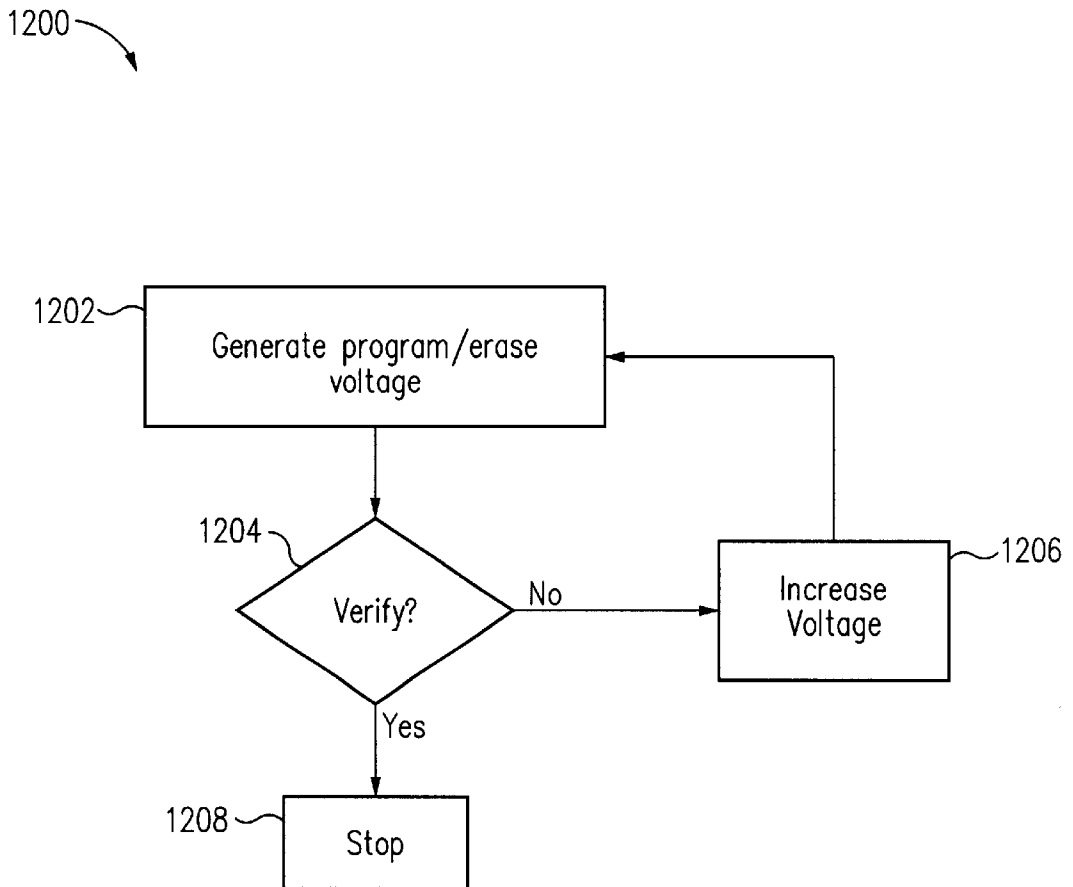 1200
1202
Generate program/erase
voltage
1204
Verify?
No
1206
Increase
Voltage
Yes
1208
Stop